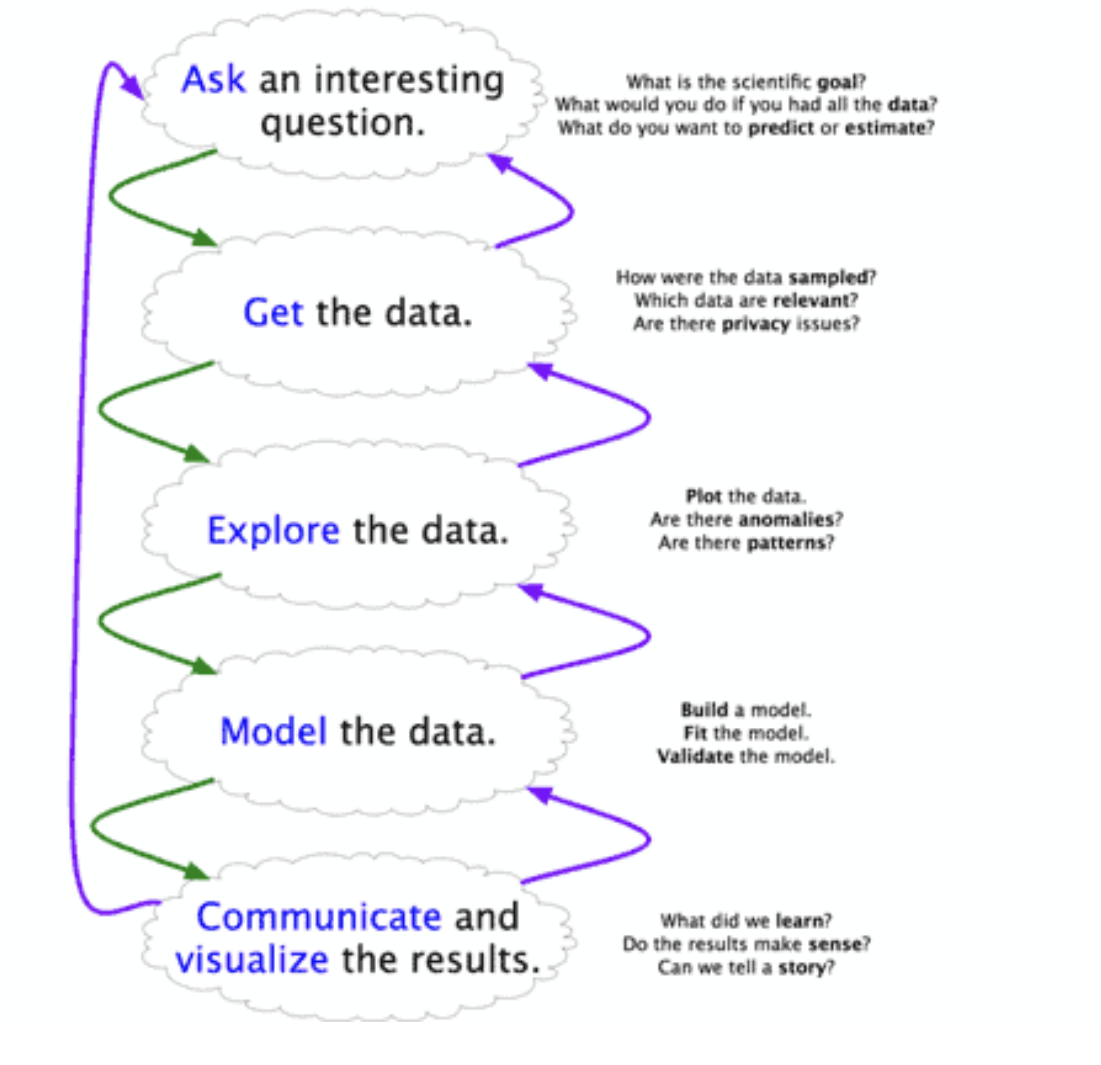 Ask an interesting
question.
What is the scientific goal?
What would you do if you had all the data?
What do you want to predict or estimate?
Get the data.
How were the data sampled?
Which data are relevant?
Are there privacy issues?
Explore the data.
Plot the data.
Are there anomalies?
Are there patterns?
Model the data.
Build a model.
Fit the model.
Validate the model.
Communicate and
visualize the results.
What did we learn?
Do the results make sense?
Can we tell a story?